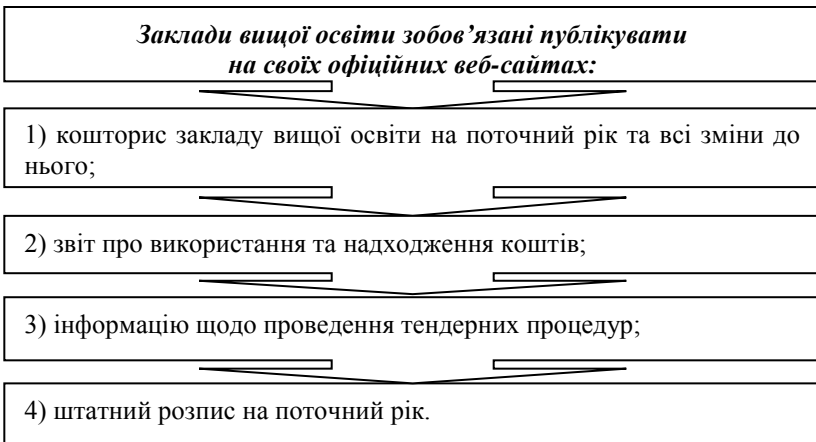 Заклади вищої освіти зобов’язані публікувати
на своїх офіційних веб-сайтах:
1) кошторис закладу вищої освіти на поточний рік та всі зміни до
нього;
2) звіт про використання та надходження коштів;
3) інформацію щодо проведення тендерних процедур;
4) штатний розпис на поточний рік.